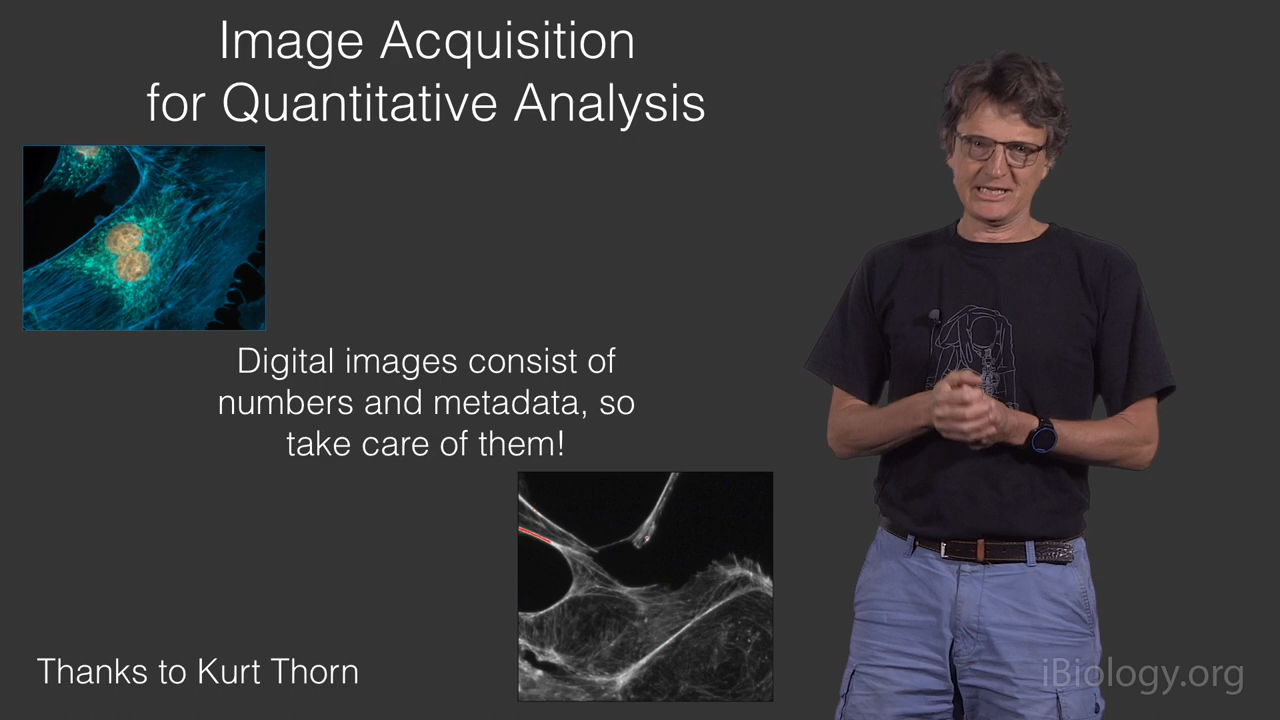 Image Acquisition
for Quantitative Analysis
Digital images consist of
numbers and metadata, so
take care of them!
Thanks to Kurt Thorn
iBiology.org